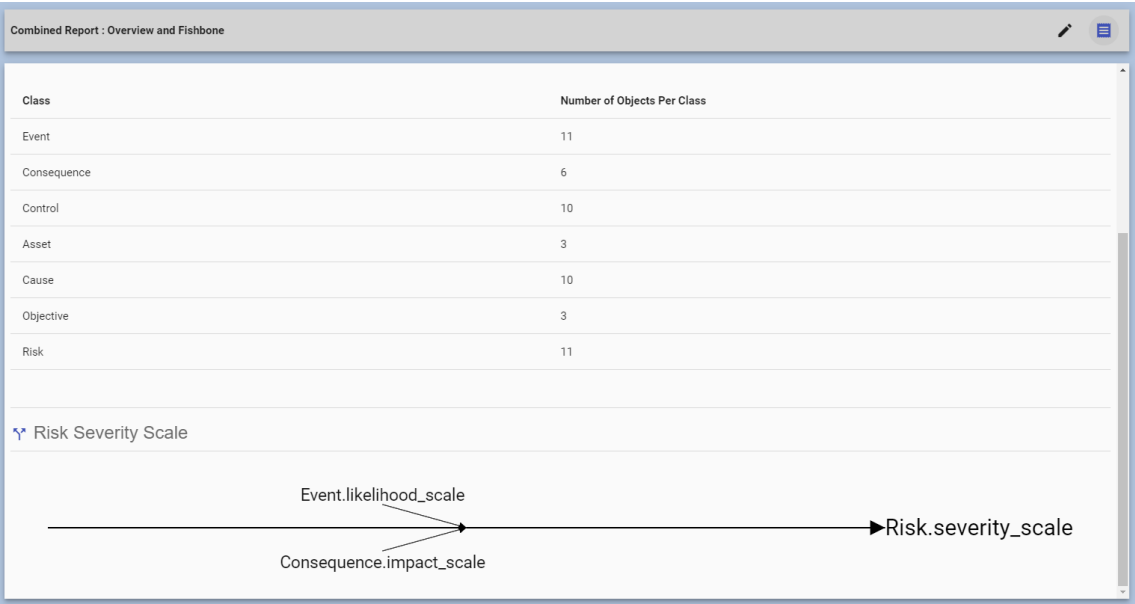 Combined Report : Overview and Fishbone
Class Number of Objects Per Class
Event 11
Consequence 6
Control 10
Asset 3
Cause 10
Objective 3
Risk 11
Risk Severity Scale
Event.likelihood_scale
Risk.severity_scale
Consequence.impact_scale